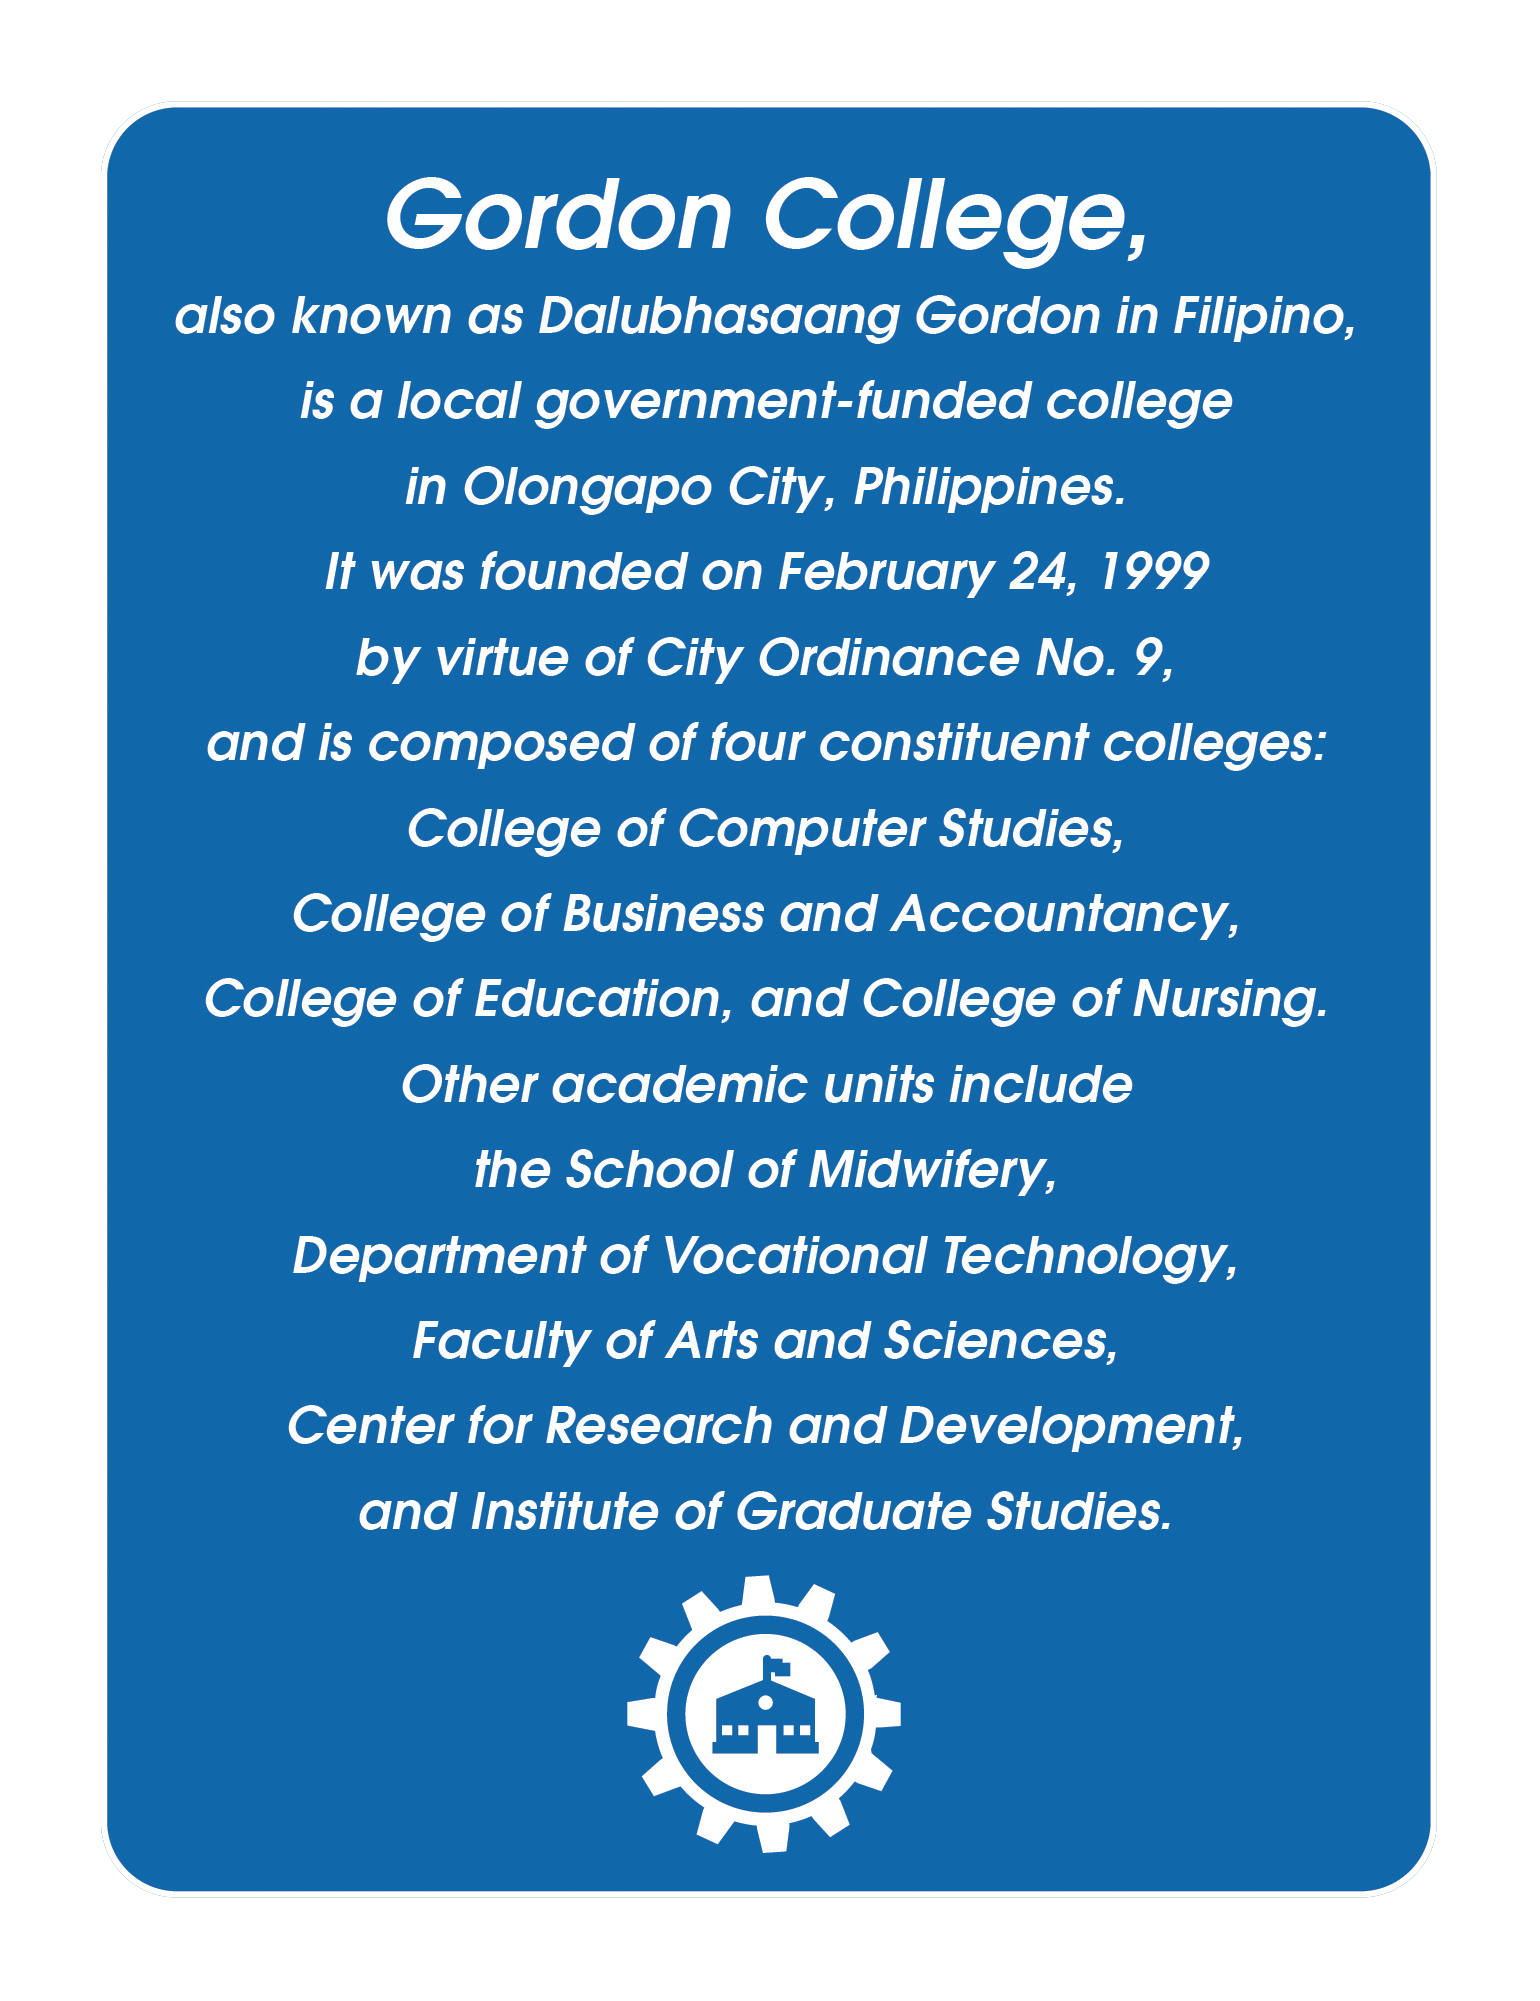 Gordon College,
also known as Dalubhasaang Gordon in Filipino,
is a local government-funded college
in Olongapo City, Philippines.
It was founded on February 24, 1999
by virtue of City Ordinance No. 9,
and is composed of four constituent colleges:
College of Computer Studies,
College of Business and Accountancy,
College of Education, and College of Nursing.
Other academic units include
the School of Midwifery,
Department of Vocational Technology,
Faculty of Arts and Sciences,
Center for Research and Development,
and Institute of Graduate Studies.